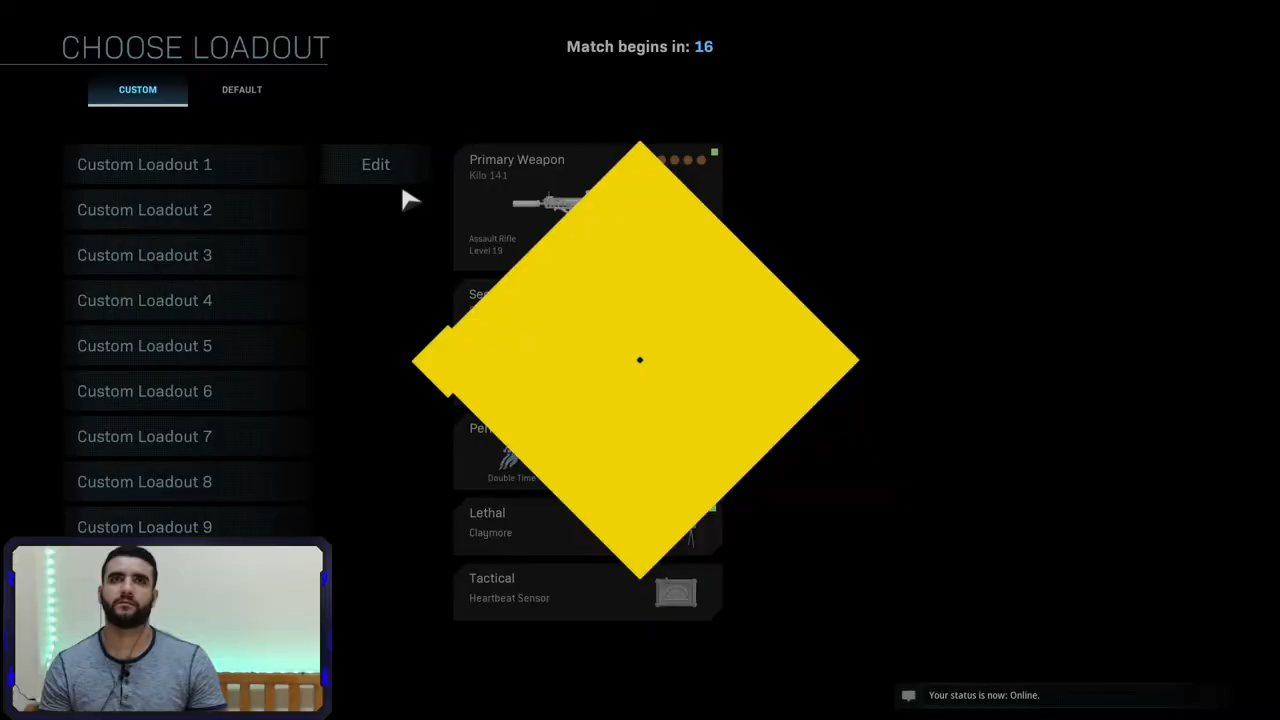 CHOOSE LOADOUT
Match begins in: 16
CUSTOM
DEFAULT
Custom Loadout 1
Edit
Custom Loadout 2
Custom Loadout 3
Custom Loadout 4
Custom Loadout 5
Custom Loadout 6
Custom Loadout 7
Custom Loadout 8
Custom Loadout 9
Primary Weapon
Kilo 141
Assault Rifle
Level 19
Double Time
Lethal
Claymore
Tactical
Heartbeat Sensor
Your status is now: Online.